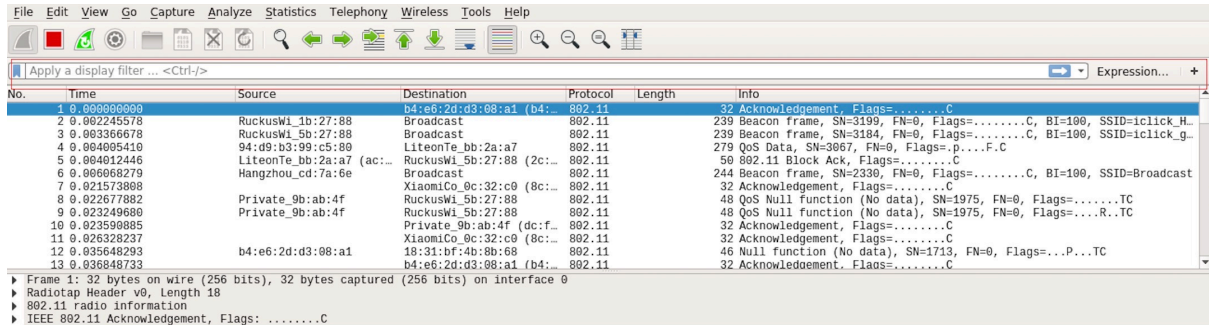 File Edit View Go Capture Analyze Statistics Telephony Wireless Tools Help
Apply a display filter ... <Ctrl-/> Expression... +
No. Time Source Destination Protocol Length Info
1 0.000000000 b4:e6:2d:d3:08:a1 (b4:… 802.11 32 Acknowledgement, Flags=........C
2 0.002245578 RuckusWi_1b:27:88 Broadcast 802.11 239 Beacon frame, SN=3199, FN=0, Flags=........C, BI=100, SSID=iclick_H…
3 0.003366678 RuckusWi_5b:27:88 Broadcast 802.11 239 Beacon frame, SN=3184, FN=0, Flags=........C, BI=100, SSID=iclick_g…
4 0.004005410 94:d9:b3:99:c5:80 LiteonTe_bb:2a:a7 802.11 279 QoS Data, SN=3067, FN=0, Flags=.p....F.C
5 0.004012446 LiteonTe_bb:2a:a7 (ac:… RuckusWi_5b:27:88 (2c:… 802.11 50 802.11 Block Ack, Flags=........C
6 0.006068279 Hangzhou_cd:7a:6e Broadcast 802.11 244 Beacon frame, SN=2330, FN=0, Flags=........C, BI=100, SSID=Broadcast
7 0.021573808 XiaomiCo_0c:32:c0 (8c:… 802.11 32 Acknowledgement, Flags=........C
8 0.022677882 Private_9b:ab:4f RuckusWi_5b:27:88 802.11 48 QoS Null function (No data), SN=1975, FN=0, Flags=.......TC
9 0.023249680 Private_9b:ab:4f RuckusWi_5b:27:88 802.11 48 QoS Null function (No data), SN=1975, FN=0, Flags=....R..TC
10 0.023590885 Private_9b:ab:4f (dc:f… 802.11 32 Acknowledgement, Flags=........C
11 0.026328237 XiaomiCo_0c:32:c0 (8c:… 802.11 32 Acknowledgement, Flags=........C
12 0.035648293 b4:e6:2d:d3:08:a1 18:31:bf:4b:8b:68 802.11 46 Null function (No data), SN=1713, FN=0, Flags=...P...TC
13 0.036848733 b4:e6:2d:d3:08:a1 (b4:… 802.11 32 Acknowledgement, Flags=........C
Frame 1: 32 bytes on wire (256 bits), 32 bytes captured (256 bits) on interface 0
Radiotap Header v0, Length 18
802.11 radio information
IEEE 802.11 Acknowledgement, Flags: ........C